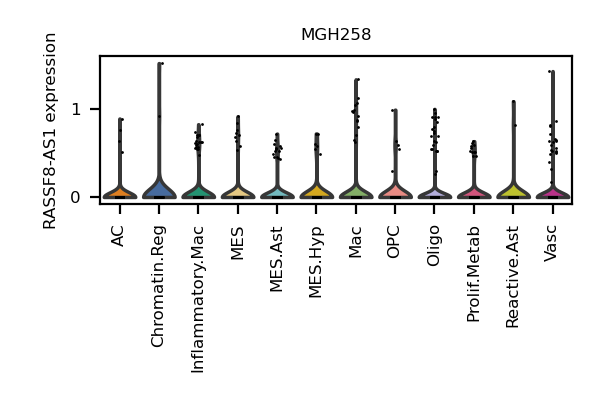 MGH258
RASSF8-AS1 expression
1
0
AC
Chromatin.Reg
Inflammatory.Mac
MES
MES.Ast
MES.Hyp
Mac
OPC
Oligo
Prolif.Metab
Reactive.Ast
Vasc